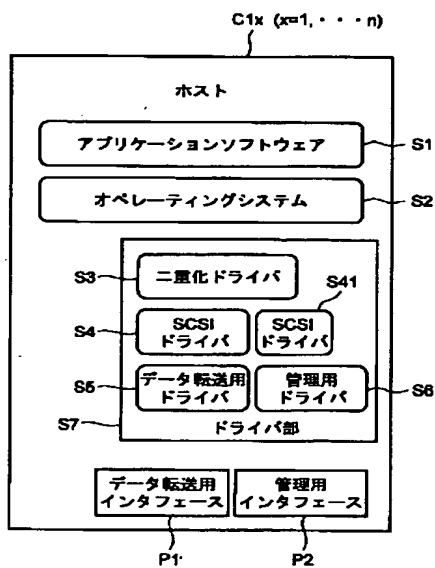 C1x (x=1,・・・n)
ホスト
アプリケーションソフトウェア
S1
オペレーティングシステム
S2
S3
二重化ドライバ
S41
S4
SCSI
ドライバ
SCSI
ドライバ
S5
データ転送用
ドライバ
管理用
ドライバ
S6
S7
ドライバ部
データ転送用
インタフェース
管理用
インタフェース
P1
P2